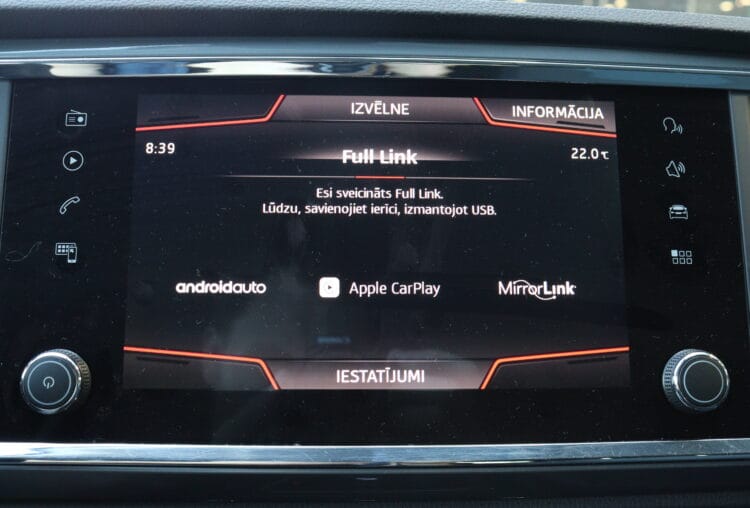 IZVĒLNE
INFORMĀCIJA
8:39
Full Link
22.0°C
Esi sveicināts Full Link.
Lūdzu, savienojiet ierīci, izmantojot USB.
androidauto
Apple CarPlay
MirrorLink
IESTATĪJUMI